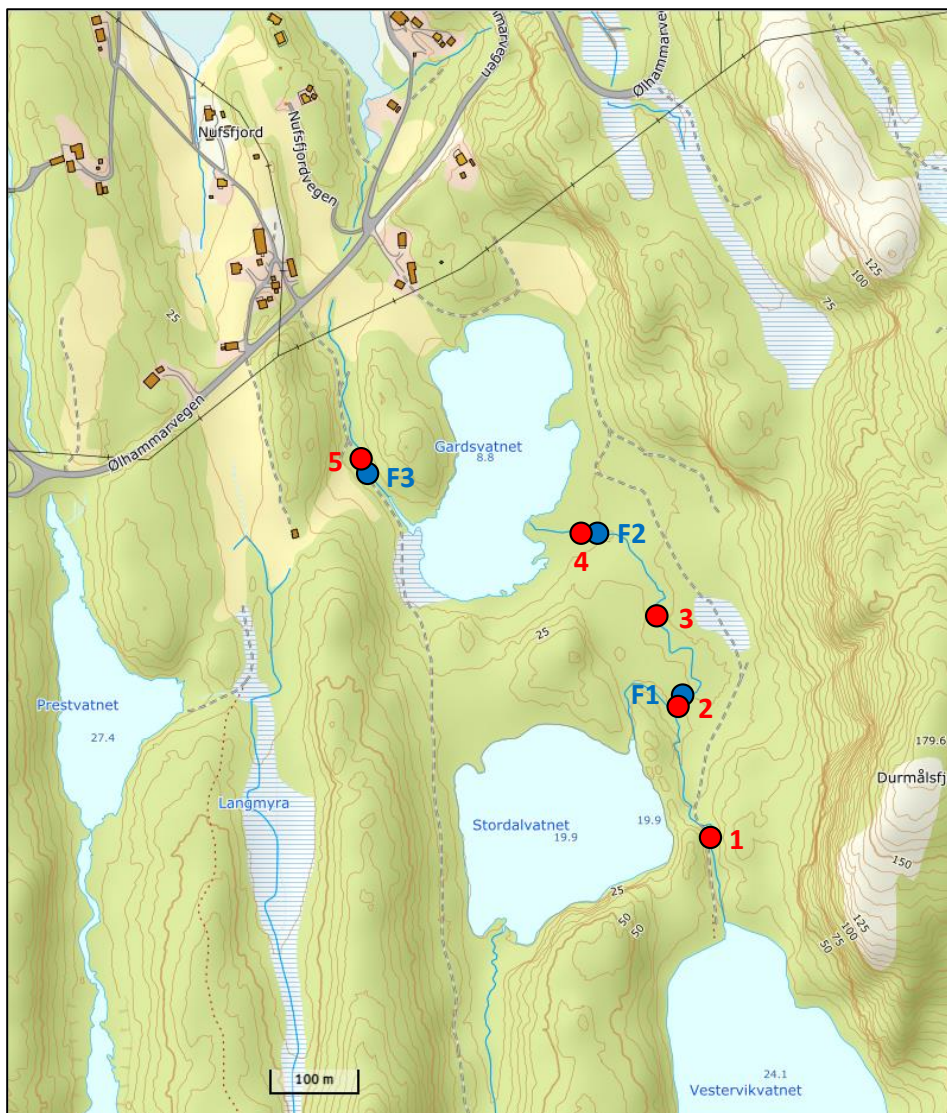 Ølhammarvegen
Ølhammarve
Nufsfjord
Nufsfjordvegen
125
100
75
25
Ølhammarvegen
Gardsvatnet
8.8
5
F3
F2
4
3
25
F1
2
Prestvatnet
27.4
179.6
Durmålsfj
Langmyra
Stordalvatnet
19.9
19.9
1
150
25
50
50
125
100
75
50
100 m
24.1
Vestervikvatnet